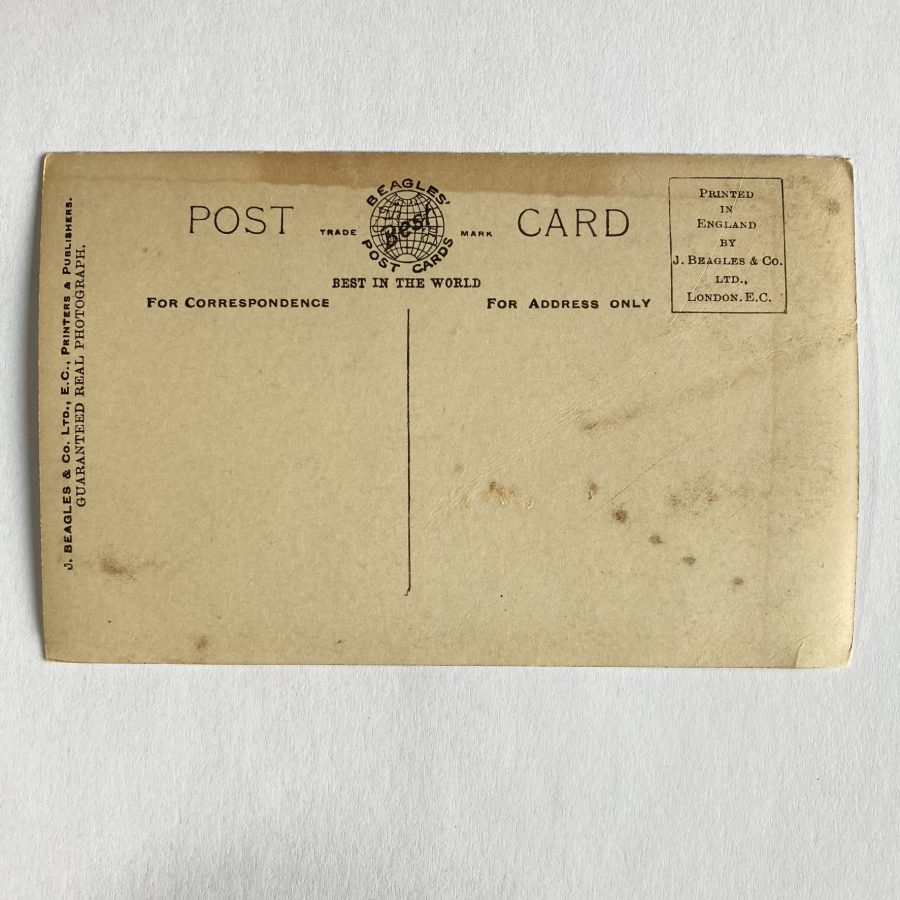 J. BEAGLES & CO. LTD., E.C., PRINTERS & PUBLISHERS.
GUARANTEED REAL PHOTOGRAPH.
POST CARD
BEAGLES'
Best
POST CARDS
TRADE MARK
BEST IN THE WORLD
FOR CORRESPONDENCE
FOR ADDRESS ONLY
PRINTED
IN
ENGLAND
BY
J. BEAGLES & CO.
LTD.,
LONDON. E.C.